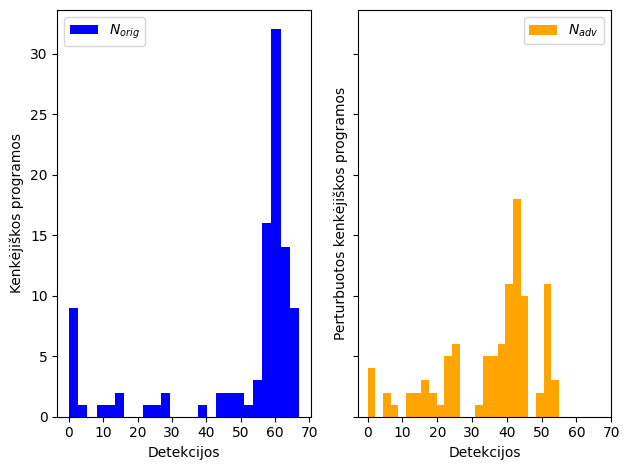 N_orig
Kenkėjiškos programos
30
25
20
15
10
5
0
0 10 20 30 40 50 60 70
Detekcijos
N_adv
Perturbuotos kenkėjiškos programos
0 10 20 30 40 50 60 70
Detekcijos